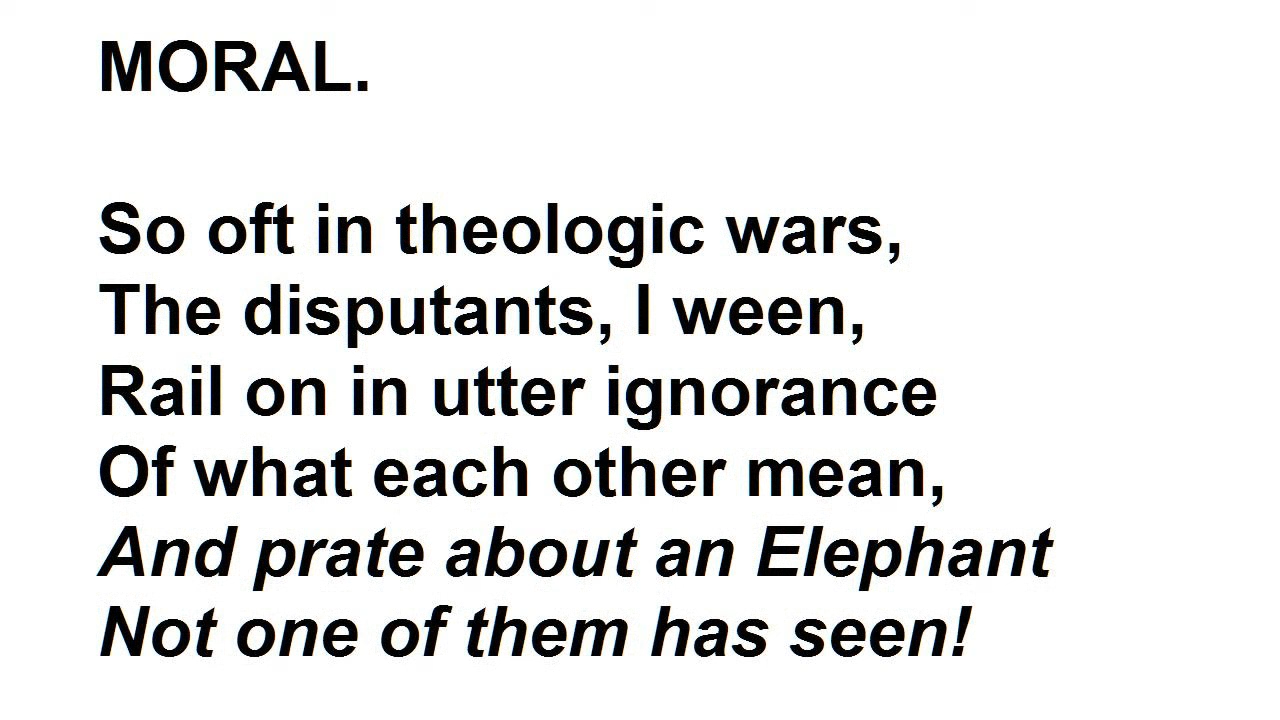 MORAL.
So oft in theologic wars,
The disputants, I ween,
Rail on in utter ignorance
Of what each other mean,
And prate about an Elephant
Not one of them has seen!